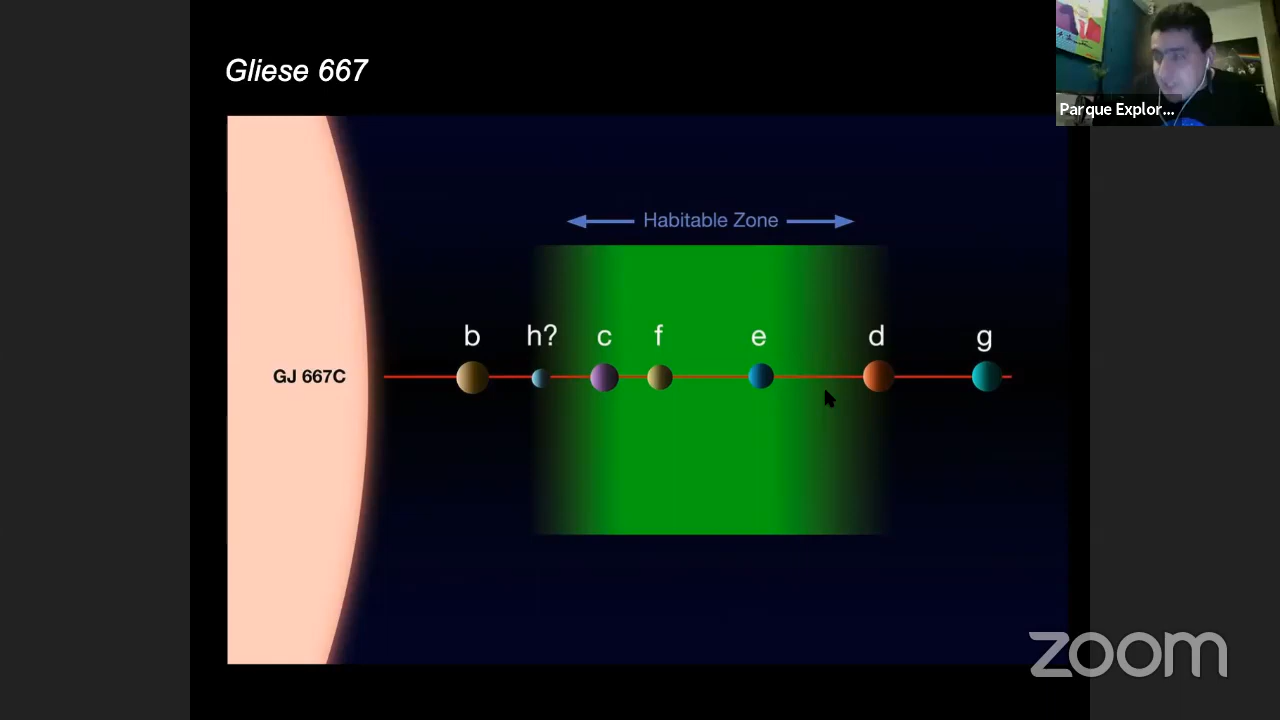 Gliese 667
Parque Explor...
Habitable Zone
b h? c f e d g
GJ 667C
zoom